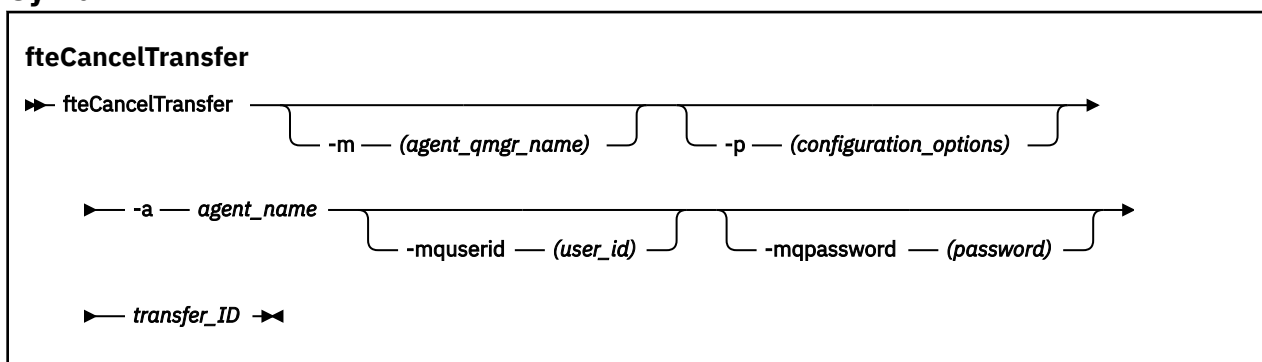 fteCancelTransfer
fteCancelTransfer
-m (agent_qmgr_name) -p (configuration_options)
-a agent_name
-mquserid (user_id) -mqpassword (password)
transfer_ID